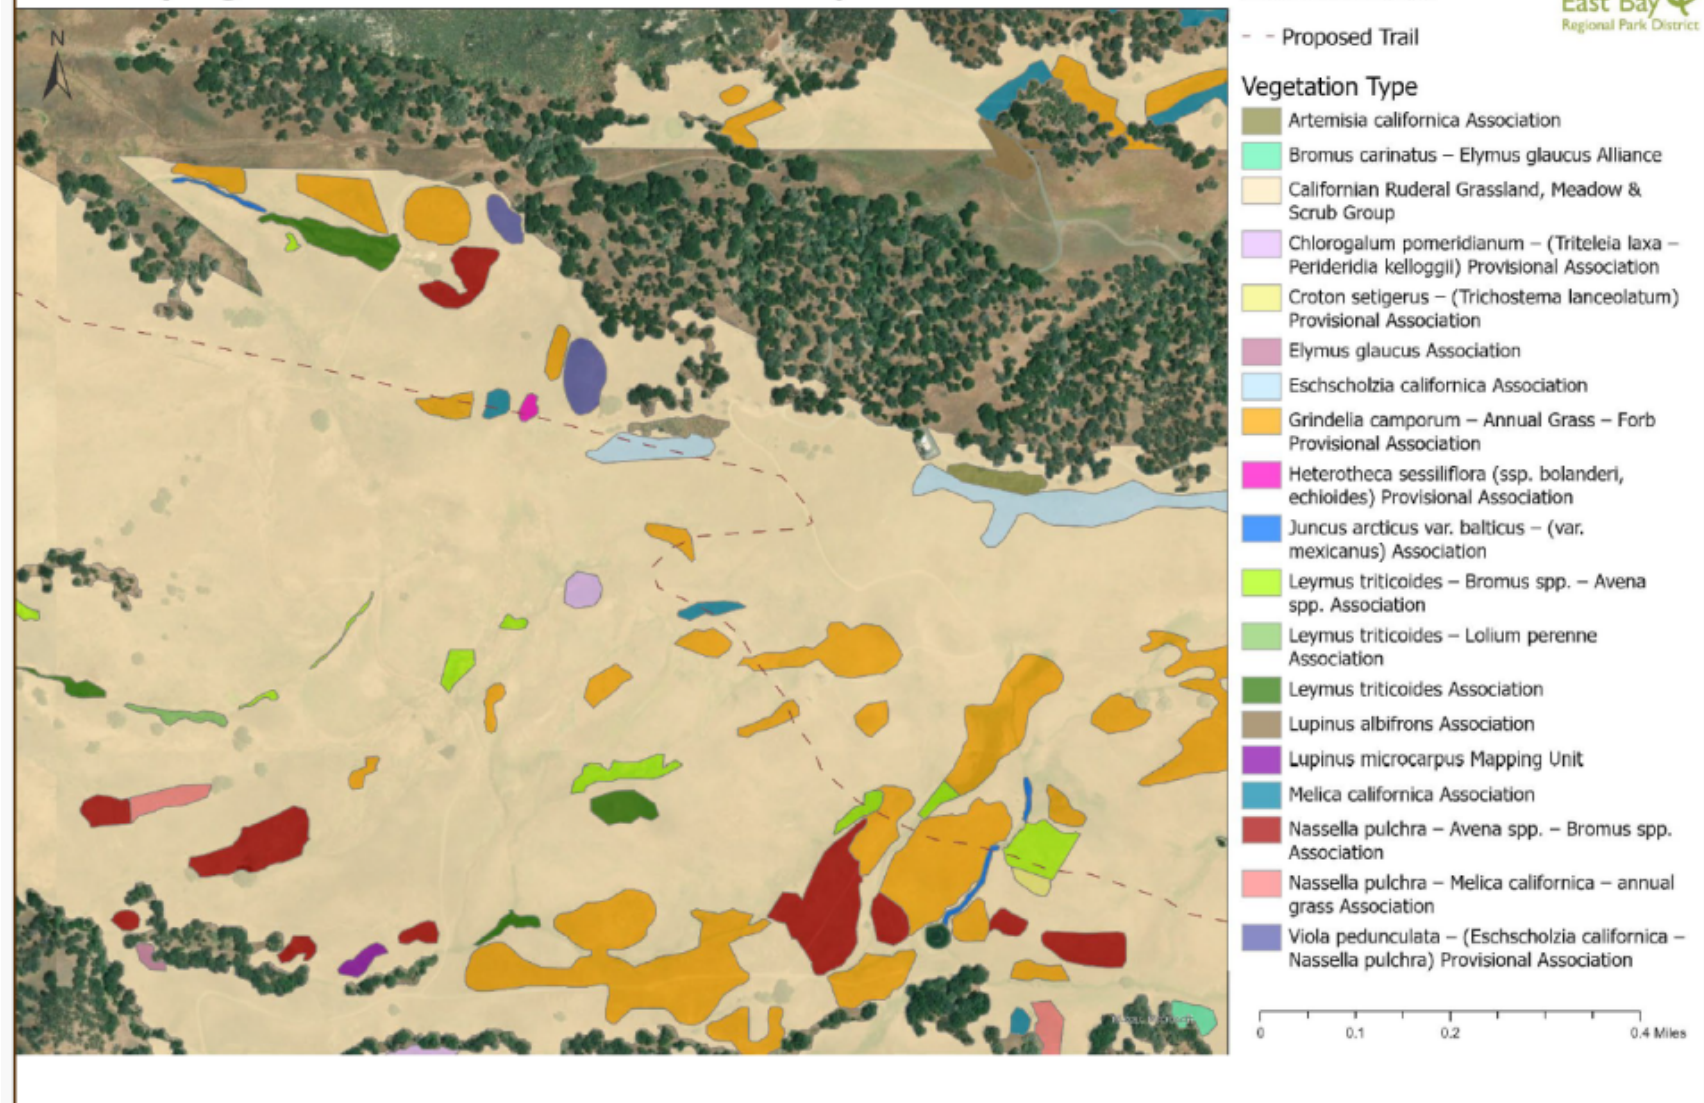 East Bay
Regional Park District
N
Proposed Trail
Vegetation Type
Artemisia californica Association
Bromus carinatus – Elymus glaucus Alliance
Californian Ruderal Grassland, Meadow &
Scrub Group
Chlorogalum pomeridianum – (Triteleia laxa –
Perideridia kelloggii) Provisional Association
Croton setigerus – (Trichostema lanceolatum)
Provisional Association
Elymus glaucus Association
Eschscholzia californica Association
Grindelia camporum – Annual Grass – Forb
Provisional Association
Heterotheca sessiliflora (ssp. bolanderi,
echioides) Provisional Association
Juncus arcticus var. balticus – (var.
mexicanus) Association
Leymus triticoides – Bromus spp. – Avena
spp. Association
Leymus triticoides – Lolium perenne
Association
Leymus triticoides Association
Lupinus albifrons Association
Lupinus microcarpus Mapping Unit
Melica californica Association
Nassella pulchra – Avena spp. – Bromus spp.
Association
Nassella pulchra – Melica californica – annual
grass Association
Viola pedunculata – (Eschscholzia californica –
Nassella pulchra) Provisional Association
0 0.1 0.2 0.4 Miles